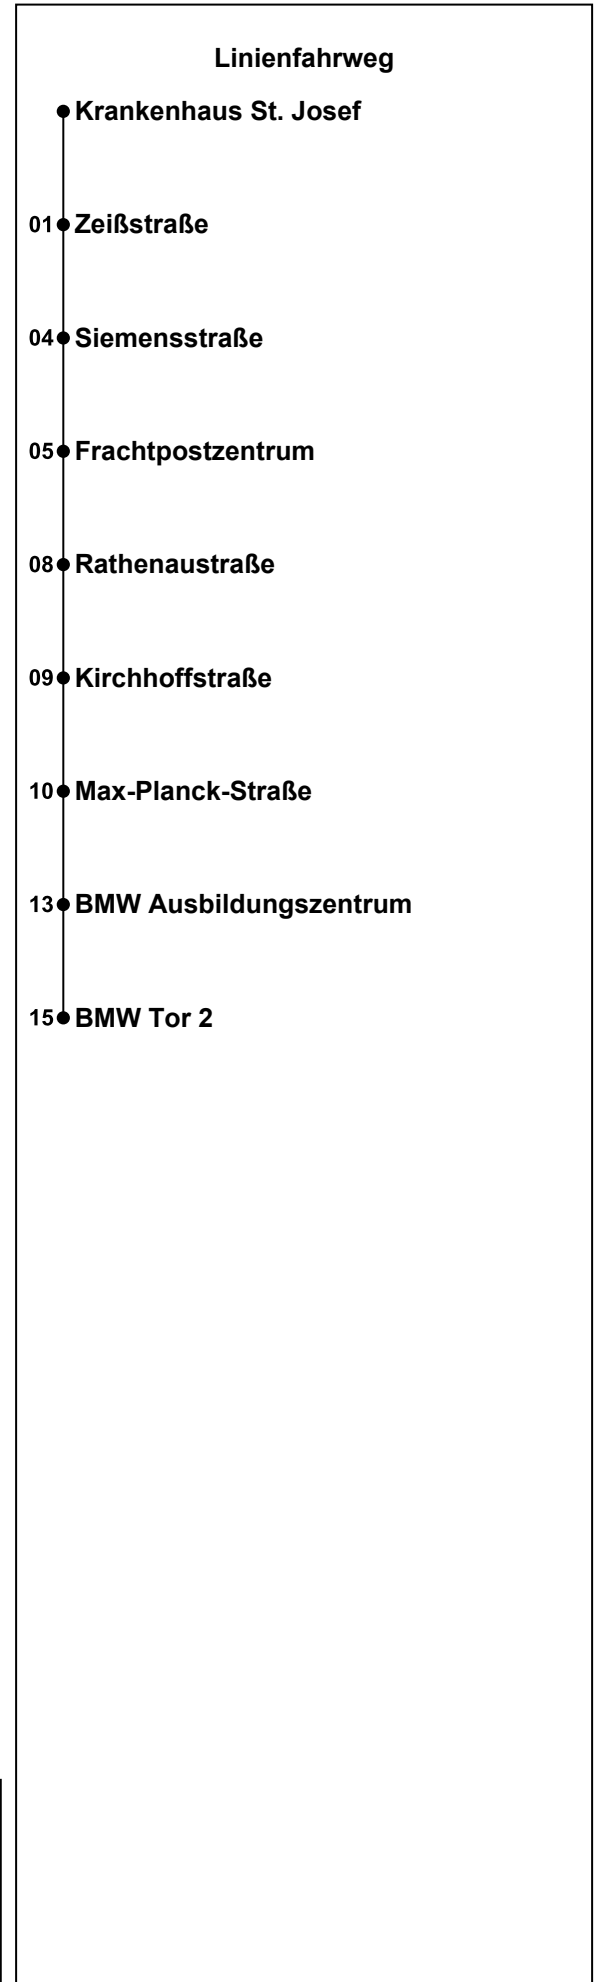 Linienfahrweg
Krankenhaus St. Josef
01 Zeißstraße
04 Siemensstraße
05 Frachtpostzentrum
08 Rathenaustraße
09 Kirchhoffstraße
10 Max-Planck-Straße
13 BMW Ausbildungszentrum
15 BMW Tor 2